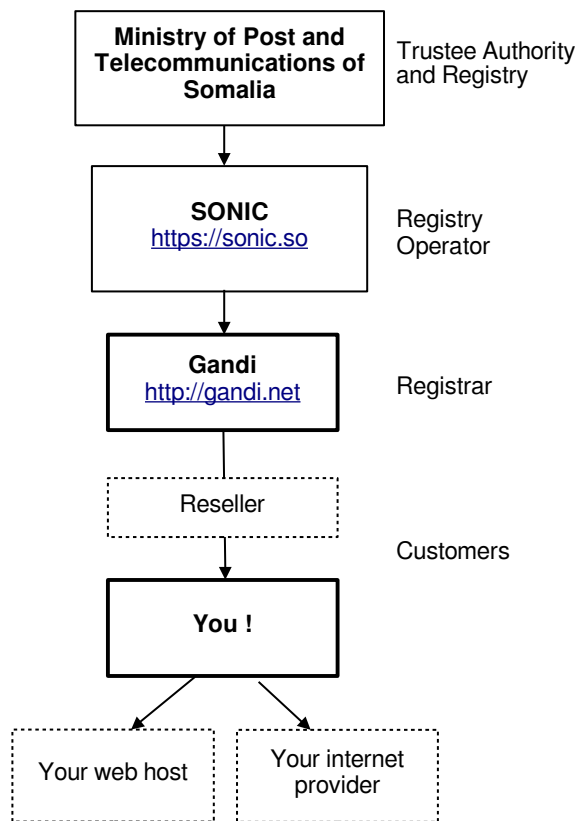 Ministry of Post and
Telecommunications of
Somalia
Trustee Authority
and Registry
SONIC
https://sonic.so
Registry
Operator
Gandi
http://gandi.net
Registrar
Reseller
Customers
You !
Your web host
Your internet
provider